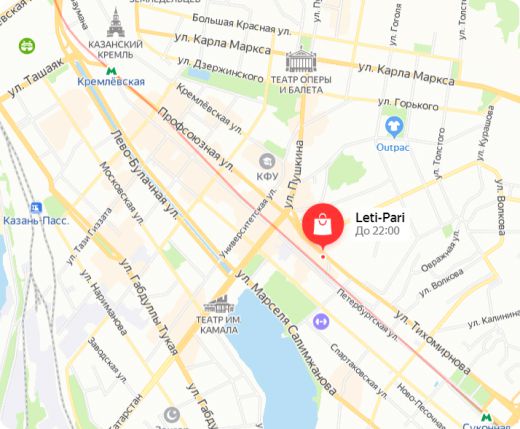 ЗЕМЛЕДЕЛЬЦЕВ
Большая Красная ул.
ул. Гоголя
ул. Толстого
КАЗАНСКИЙ
КРЕМЛЬ
Кремлёвская
ул. Карла Маркса
ул. Карла Маркса
ул. Дзержинского
ТЕАТР ОПЕРЫ
И БАЛЕТА
ул. Ташаяк
Кремлёвская ул.
ул. Горького
Профсоюзная ул.
Outpac
ул. Толстого
ул. Курашова
Лево-Булачная ул.
КФУ
ул. Пушкина
Московская ул.
ул. Волкова
Казань-Пасс.
ул. Тази Гиззата
Университетская ул.
Leti-Pari
До 22:00
Овражная ул.
ул. Волкова
ул. Габдуллы Тукая
ул. Нариманова
ул. Марселя Салимжанова
Петербургская ул.
ТЕАТР ИМ.
КАМАЛА
ул. Калинина
ул. Тихомирнова
Заводская ул.
Спартаковская ул.
Ново-Песочная
Татарстан
ул. Габд
Суконная